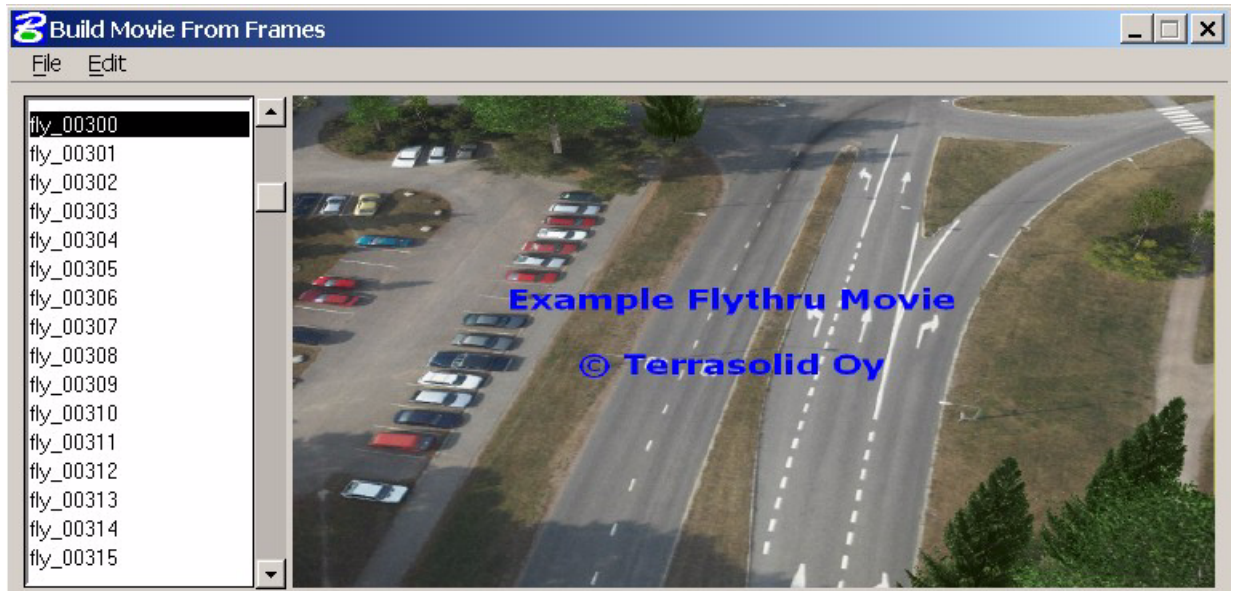 Build Movie From Frames
File Edit
fly_00300
fly_00301
fly_00302
fly_00303
fly_00304
fly_00305
fly_00306
fly_00307
fly_00308
fly_00309
fly_00310
fly_00311
fly_00312
fly_00313
fly_00314
fly_00315
Example Flythru Movie
© Terrasolid Oy